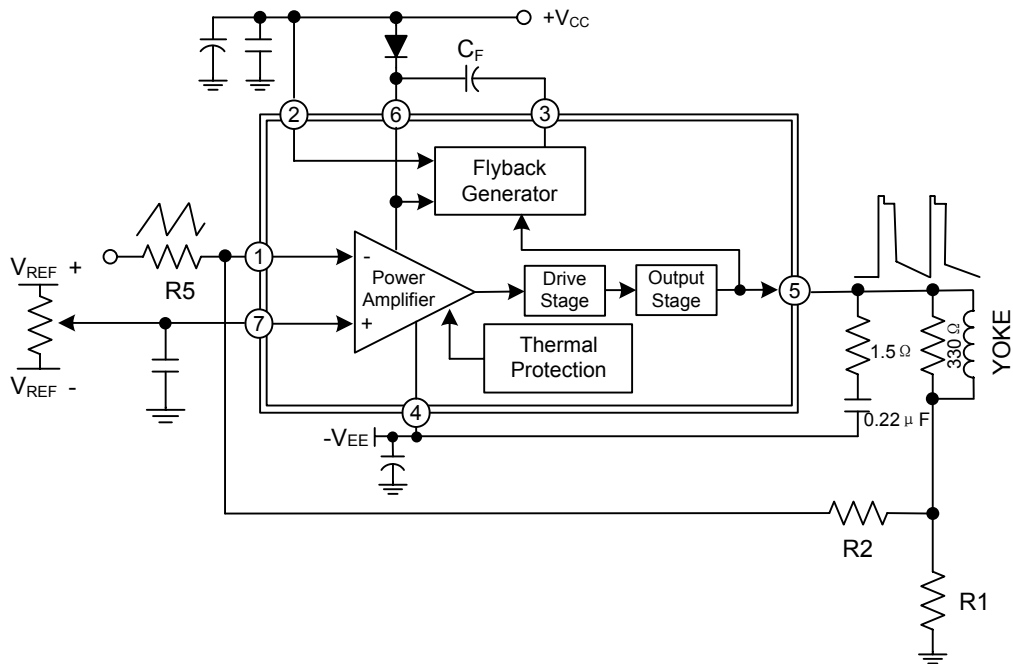 +VCC
CF
2
6
3
Flyback
Generator
VREF +
R5
1
-
Power
Amplifier
+
7
VREF -
Drive
Stage
Output
Stage
5
Thermal
Protection
4
-VEE
1.5 Ω
330 Ω
YOKE
0.22 μ F
R2
R1